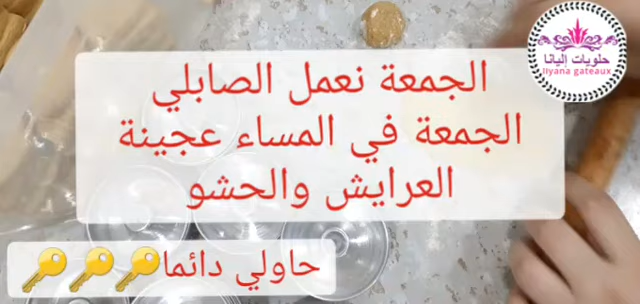 حلويات إليانا
liyana gateaux
الجمعة نعمل الصابلي
الجمعة في المساء عجينة
العرايش والحشو
حاولي دائما🔑🔑🔑